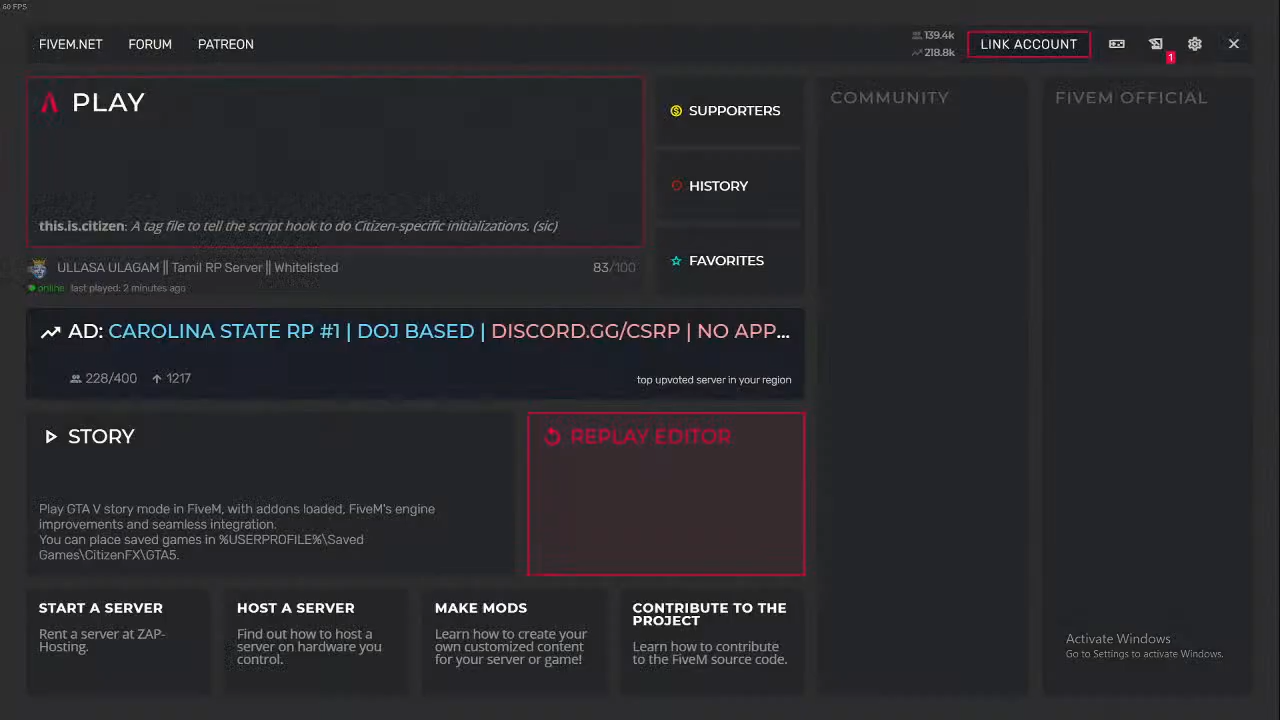 60 FPS
FIVEM.NET FORUM PATREON
139.4k
218.8k
LINK ACCOUNT
1
PLAY
this.is.citizen: A tag file to tell the script hook to do Citizen-specific initializations. (sic)
ULLASA ULAGAM || Tamil RP Server || Whitelisted 83/100
online last played: 2 minutes ago
SUPPORTERS
HISTORY
FAVORITES
COMMUNITY
FIVEM OFFICIAL
AD: CAROLINA STATE RP #1 | DOJ BASED | DISCORD.GG/CSRP | NO APP...
228/400 1217 top upvoted server in your region
STORY
Play GTA V story mode in FiveM, with addons loaded, FiveM's engine
improvements and seamless integration.
You can place saved games in %USERPROFILE%\Saved
Games\CitizenFX\GTA5.
REPLAY EDITOR
START A SERVER
Rent a server at ZAP-
Hosting.
HOST A SERVER
Find out how to host a
server on hardware you
control.
MAKE MODS
Learn how to create your
own customized content
for your server or game!
CONTRIBUTE TO THE
PROJECT
Learn how to contribute
to the FiveM source code.
Activate Windows
Go to Settings to activate Windows.